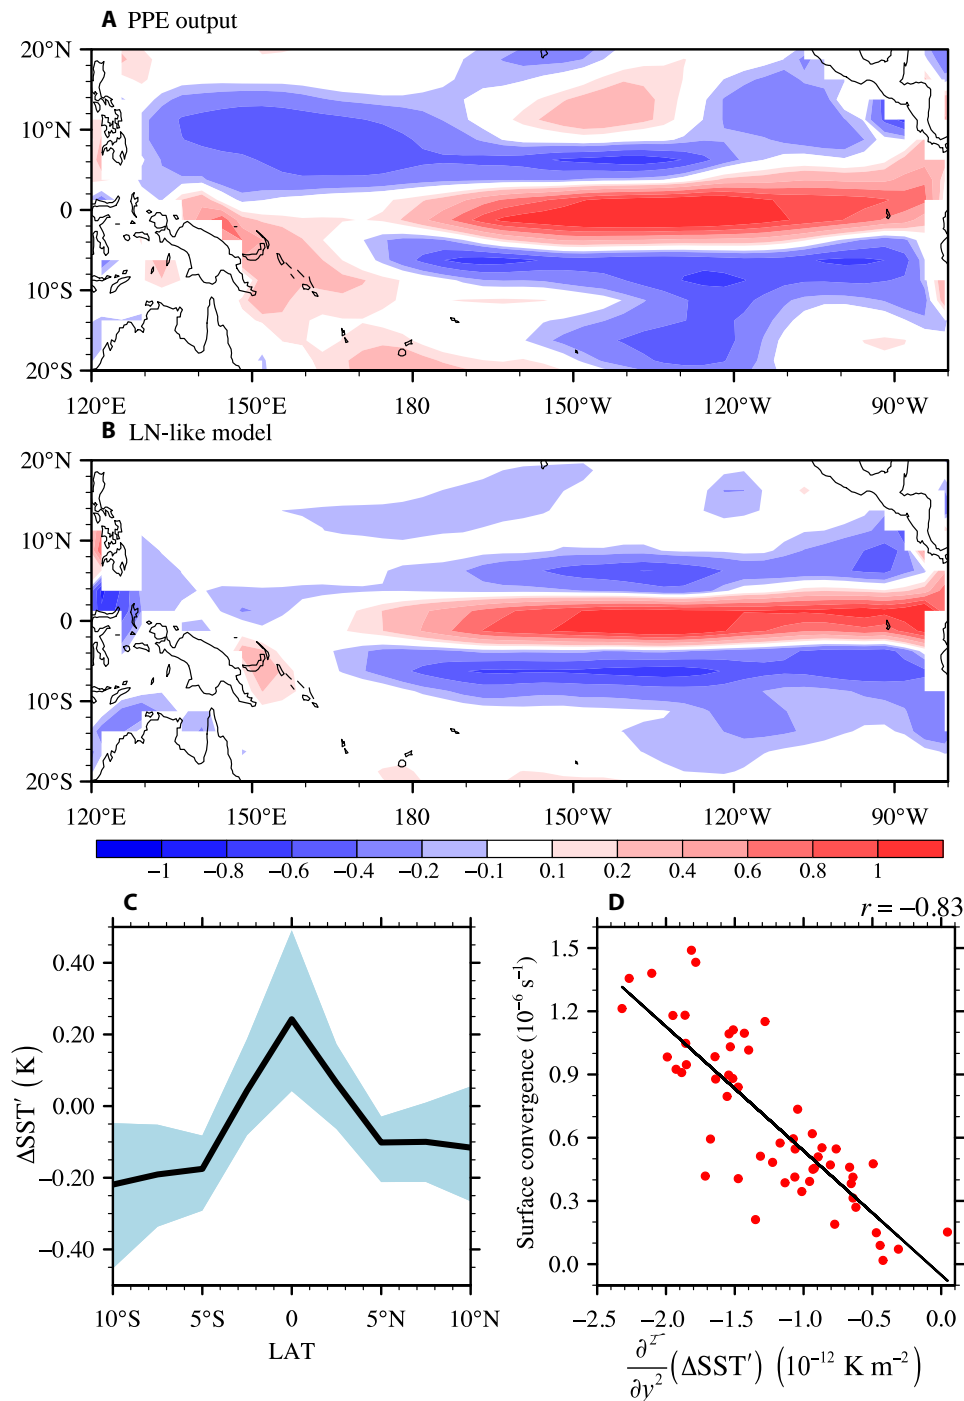 A PPE output
20°N
10°N
0
10°S
20°S
120°E 150°E 180 150°W 120°W 90°W
B LN-like model
20°N
10°N
0
10°S
20°S
120°E 150°E 180 150°W 120°W 90°W
−1 −0.8 −0.6 −0.4 −0.2 −0.1 0.1 0.2 0.4 0.6 0.8 1
C
ΔSST′ (K)
0.40
0.20
0.00
−0.20
−0.40
10°S 5°S 0 5°N 10°N
LAT
D
r = −0.83
Surface convergence (10⁻⁶ s⁻¹)
1.5
1.2
0.9
0.6
0.3
0.0
−2.5 −2.0 −1.5 −1.0 −0.5 0.0
∂²/∂y² (ΔSST′) (10⁻¹² K m⁻²)